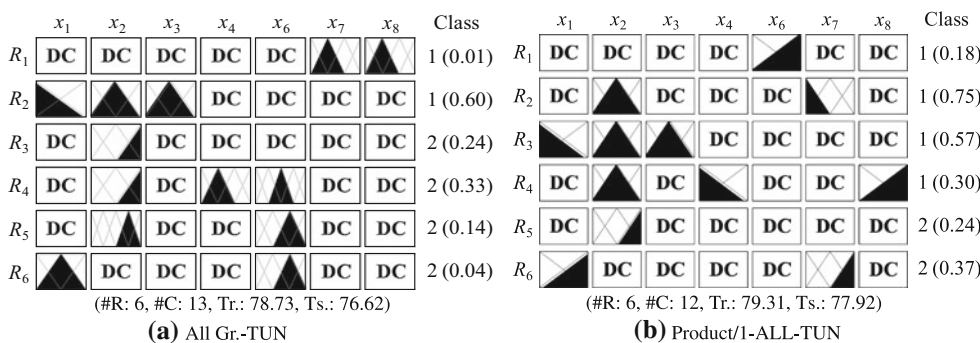 x1 x2 x3 x4 x6 x7 x8 Class
R1 DC DC DC DC DC 1 (0.01)
R2 DC DC DC DC 1 (0.60)
R3 DC DC DC DC DC DC 2 (0.24)
R4 DC DC DC DC 2 (0.33)
R5 DC DC DC DC DC 2 (0.14)
R6 DC DC DC DC DC 2 (0.04)
(#R: 6, #C: 13, Tr.: 78.73, Ts.: 76.62)
(a) All Gr.-TUN
x1 x2 x3 x4 x6 x7 x8 Class
R1 DC DC DC DC DC DC 1 (0.18)
R2 DC DC DC DC DC 1 (0.75)
R3 DC DC DC DC 1 (0.57)
R4 DC DC DC DC 1 (0.30)
R5 DC DC DC DC DC DC 2 (0.24)
R6 DC DC DC DC DC 2 (0.37)
(#R: 6, #C: 12, Tr.: 79.31, Ts.: 77.92)
(b) Product/1-ALL-TUN